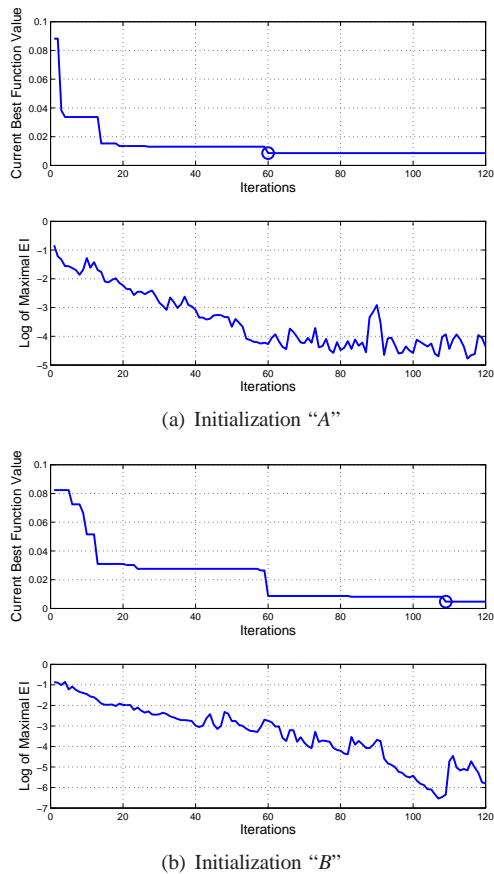 0.1
0.08
0.06
0.04
0.02
0
0 20 40 60 80 100 120
Current Best Function Value
Iterations
0
−1
−2
−3
−4
−5
0 20 40 60 80 100 120
Log of Maximal EI
Iterations
(a) Initialization “A”
0.1
0.08
0.06
0.04
0.02
0
0 20 40 60 80 100 120
Current Best Function Value
Iterations
0
−1
−2
−3
−4
−5
−6
−7
0 20 40 60 80 100 120
Log of Maximal EI
Iterations
(b) Initialization “B”